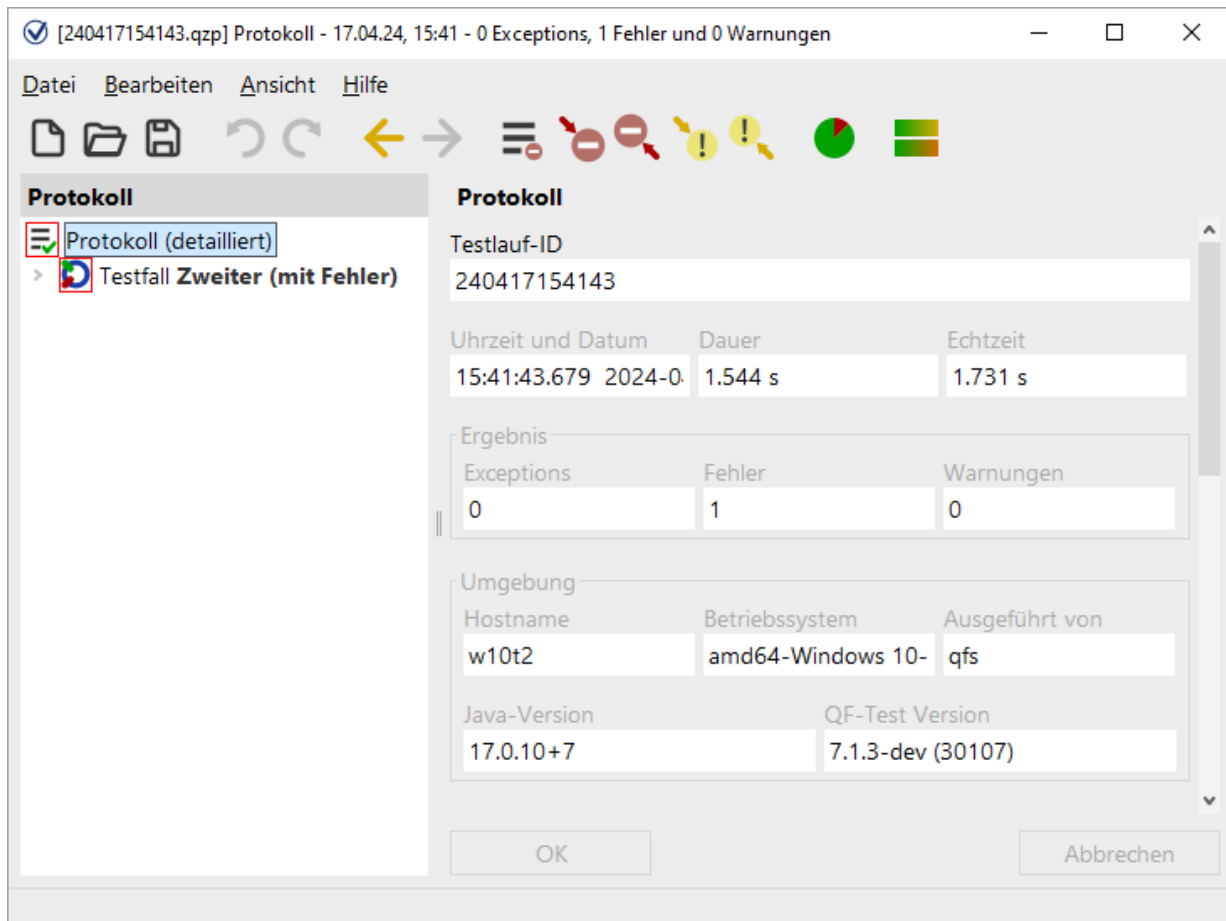 [240417154143.qzp] Protokoll - 17.04.24, 15:41 - 0 Exceptions, 1 Fehler und 0 Warnungen
Datei Bearbeiten Ansicht Hilfe
Protokoll
Protokoll (detailliert)
Testfall Zweiter (mit Fehler)
Protokoll
Testlauf-ID
240417154143
Uhrzeit und Datum Dauer Echtzeit
15:41:43.679 2024-0 1.544 s 1.731 s
Ergebnis
Exceptions Fehler Warnungen
0 1 0
Umgebung
Hostname Betriebssystem Ausgeführt von
w10t2 amd64-Windows 10- qfs
Java-Version QF-Test Version
17.0.10+7 7.1.3-dev (30107)
OK Abbrechen